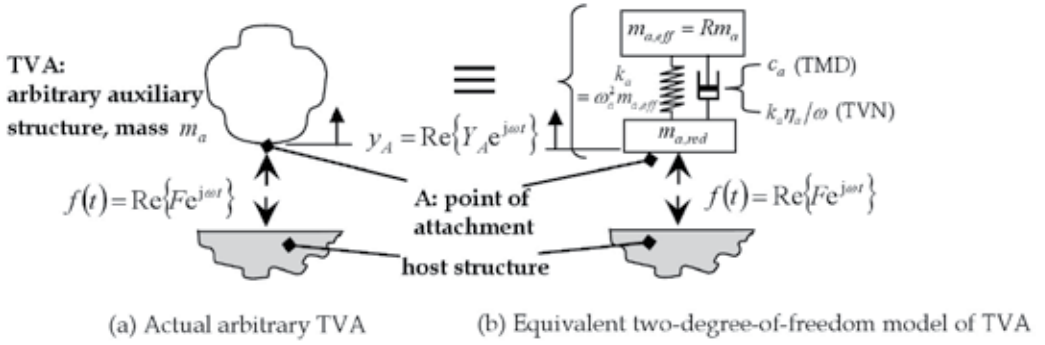 TVA:
arbitrary auxiliary
structure, mass m_a
y_A = Re{Y_A e^{jωt}}
f(t) = Re{Fe^{jωt}}
A: point of
attachment
host structure
≡
m_{a,eff} = Rm_a
k_a
= ω_a^2 m_{a,eff}
c_a (TMD)
k_a η_a/ω (TVN)
m_{a,red}
f(t) = Re{Fe^{jωt}}
(a) Actual arbitrary TVA
(b) Equivalent two-degree-of-freedom model of TVA